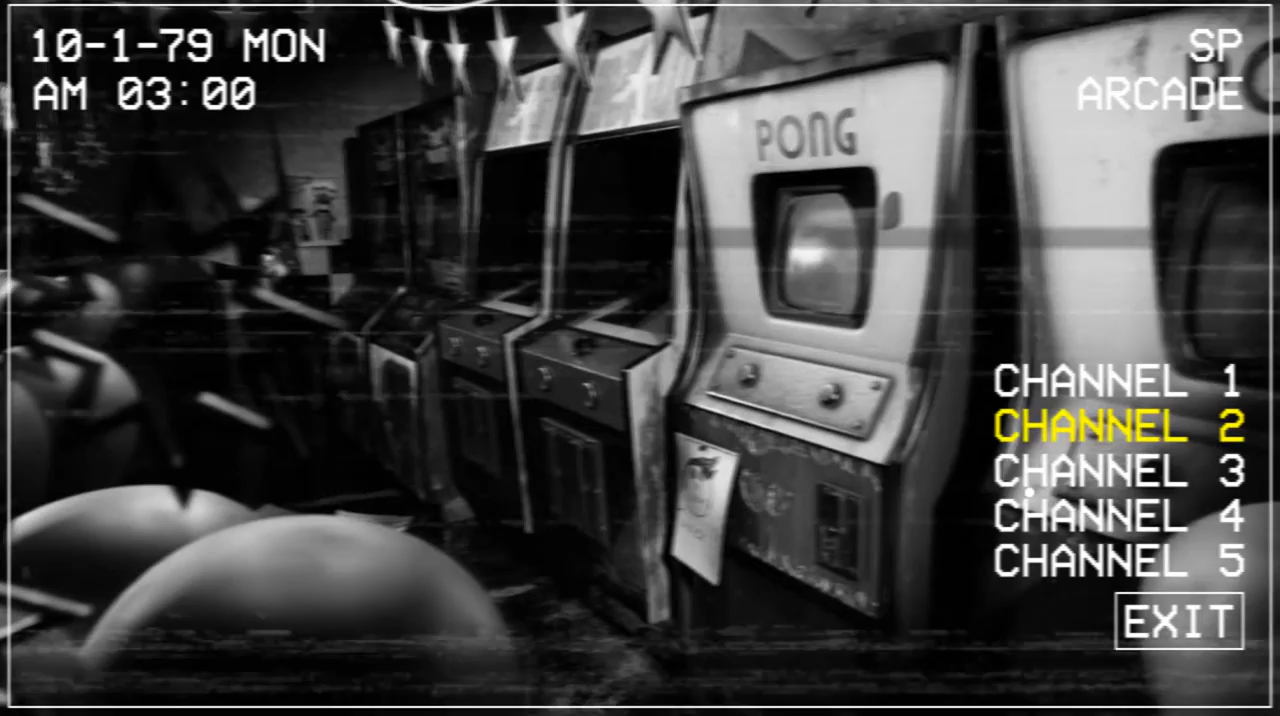 10-1-79 MON
AM 03:00
SP
ARCADE
PONG
CHANNEL 1
CHANNEL 2
CHANNEL 3
CHANNEL 4
CHANNEL 5
EXIT